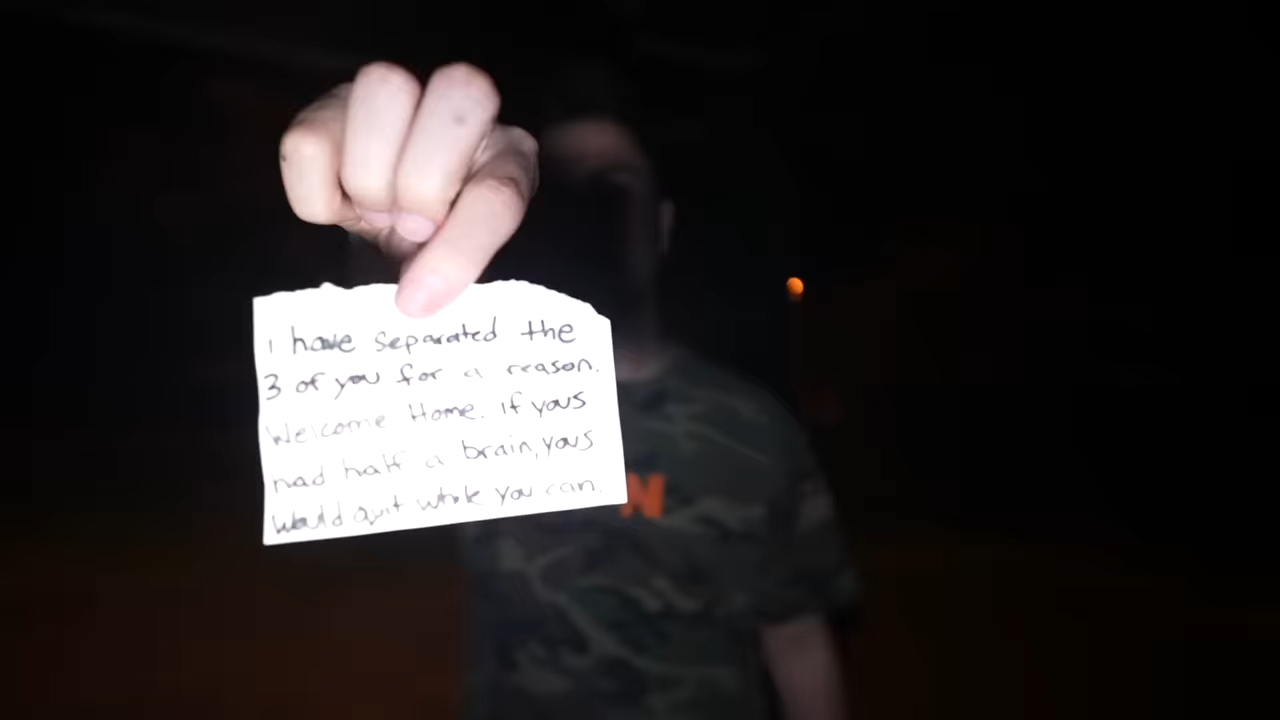 I have separated the
3 of you for a reason.
Welcome Home. If yous
had half a brain, yous
would quit while you can.
N